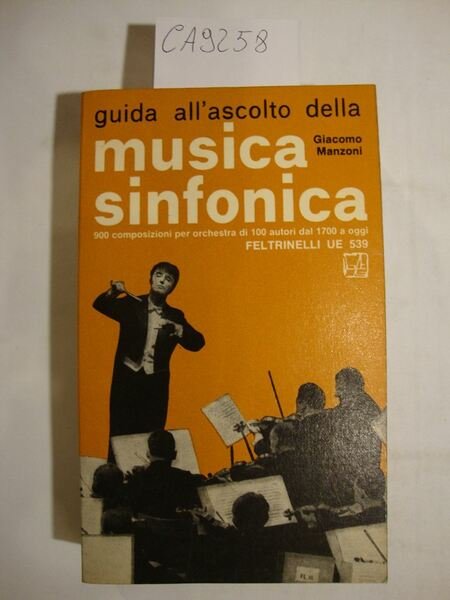 CA9258
guida all'ascolto della
musica
Giacomo
Manzoni
sinfonica
900 composizioni per orchestra di 100 autori dal 1700 a oggi
FELTRINELLI UE 539